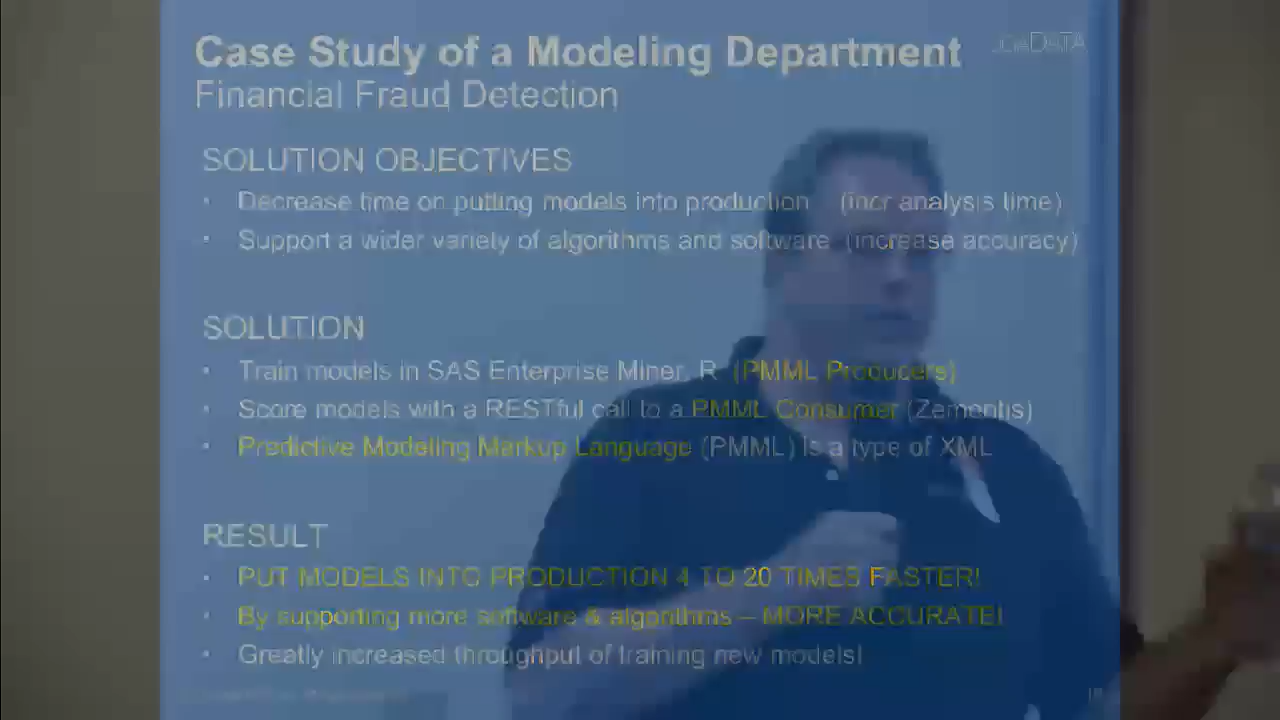 Case Study of a Modeling Department
Financial Fraud Detection
SOLUTION OBJECTIVES
• Decrease time on putting models into production (incr analysis time)
• Support a wider variety of algorithms and software (increase accuracy)
SOLUTION
• Train models in SAS Enterprise Miner, R (PMML Producers)
• Score models with a RESTful call to a PMML Consumer (Zementis)
• Predictive Modeling Markup Language (PMML) is a type of XML
RESULT
• PUT MODELS INTO PRODUCTION 4 TO 20 TIMES FASTER!
• By supporting more software & algorithms – MORE ACCURATE!
• Greatly increased throughput of training new models!